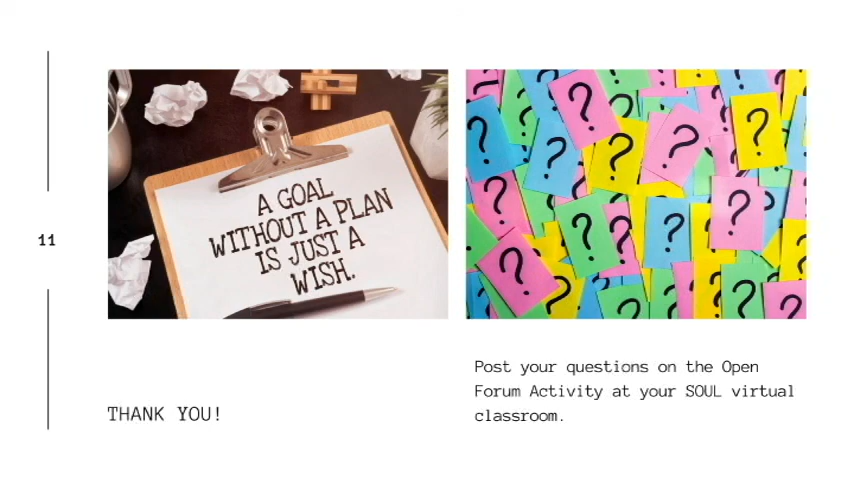 11
A GOAL
WITHOUT A PLAN
IS JUST A
WISH.
? ? ? ? ? ? ? ? ? ? ? ? ? ? ? ?
THANK YOU!
Post your questions on the Open
Forum Activity at your SOUL virtual
classroom.